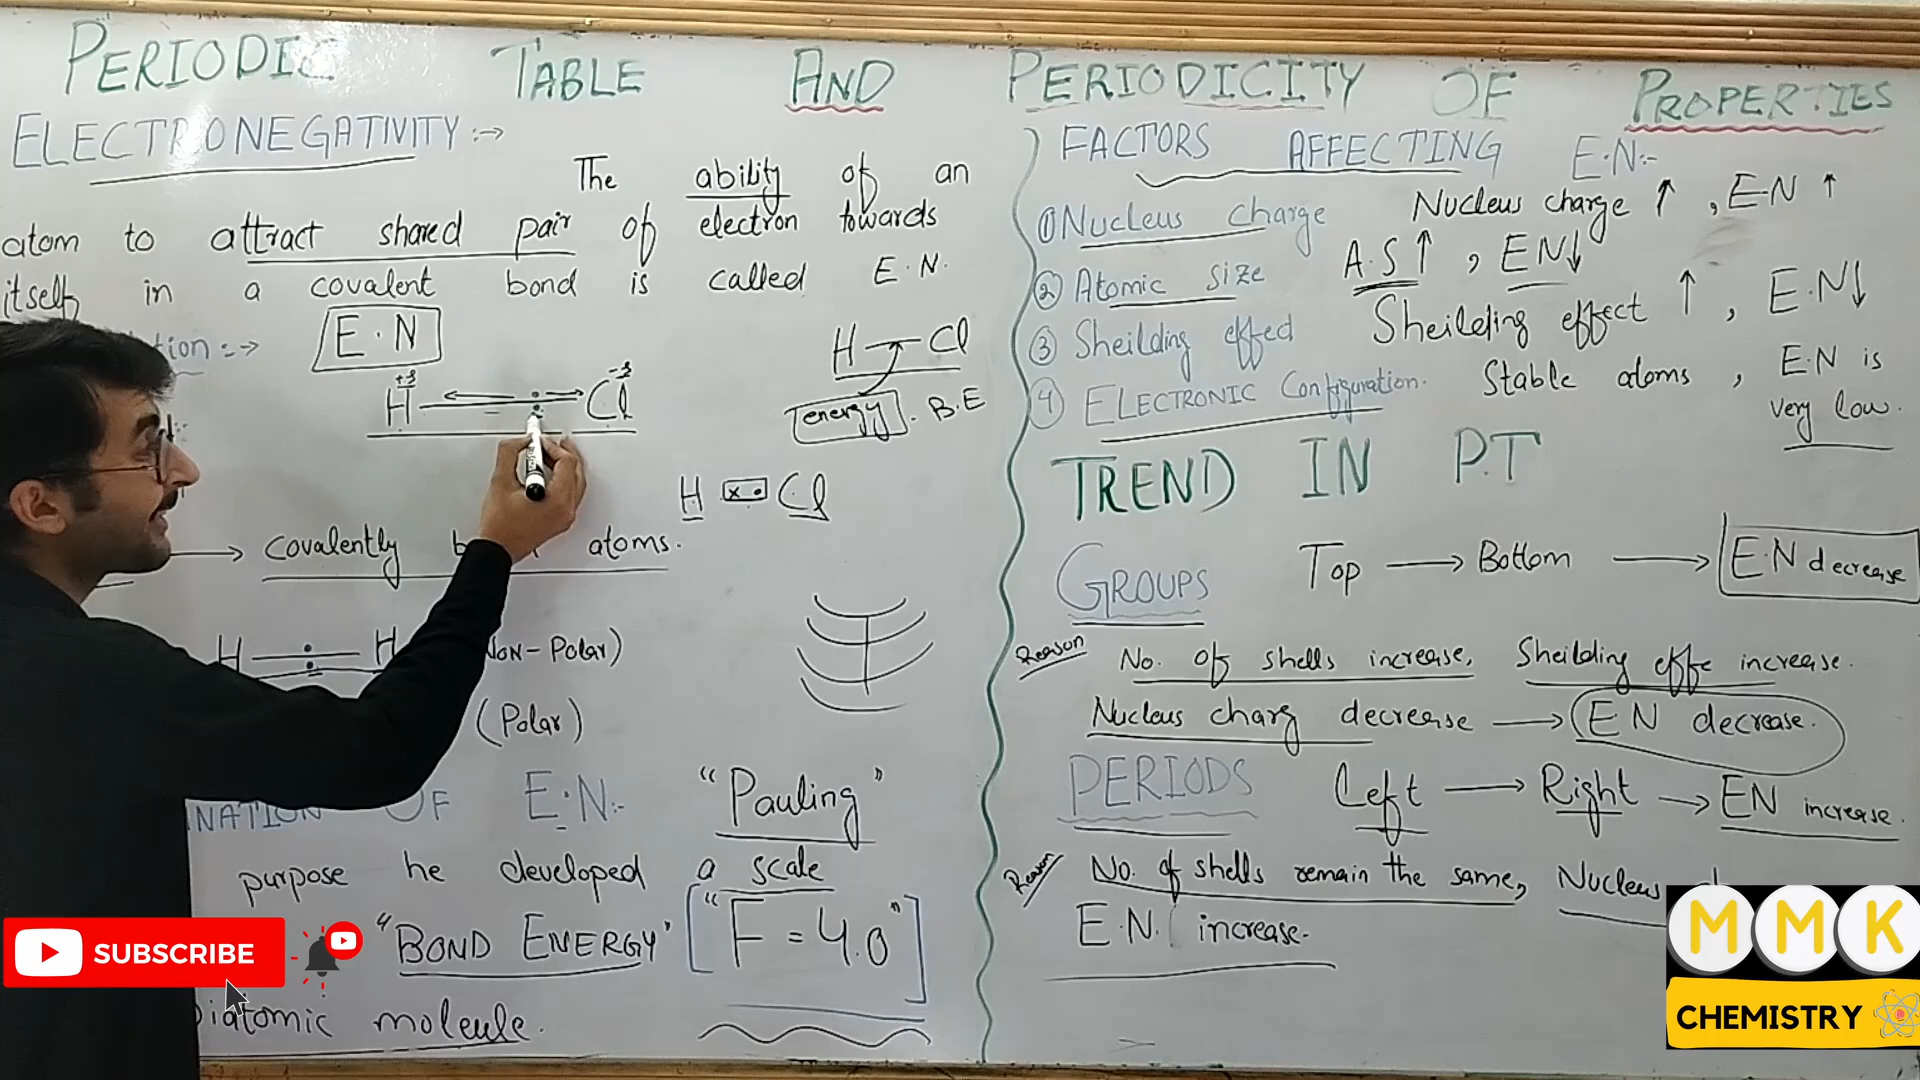 PERIODIC TABLE AND PERIODICITY OF PROPERTIES
ELECTRONEGATIVITY :→
The ability of an
atom to attract shared pair of electron towards
itself in a covalent bond is called E.N.
tion :→
E.N
H Cl
+δ -δ
H Cl
energy. B.E
H x . Cl
→ covalently atoms.
H : H (Non-Polar)
(Polar)
NATION OF E.N:-
"Pauling"
purpose he developed a scale
"BOND ENERGY" ["F = 4.0"]
Diatomic molecule.
FACTORS AFFECTING E.N:-
① Nucleus charge Nucleus charge ↑ , E-N ↑
② Atomic size A.S ↑ , EN ↓
③ Sheilding effed Sheilding effect ↑ , E.N ↓
④ ELECTRONIC Configuration. Stable atoms , E.N is
very low.
TREND IN P.T
GROUPS Top → Bottom → E.N decrease
Reason No. of shells increase, Sheilding effe increase.
Nucleus charg decrease → E N decrease.
PERIODS Left → Right → EN increase.
Reason No. of shells remain the same, Nucleus
E.N. increase.
SUBSCRIBE
MMK
CHEMISTRY